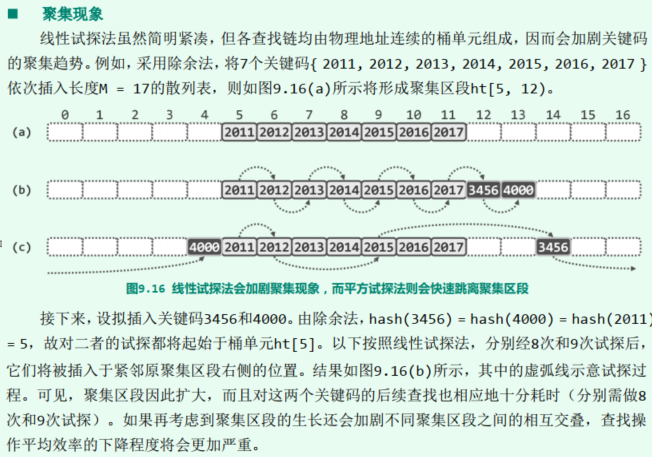 ■ 聚集现象
线性试探法虽然简明紧凑，但各查找链均由物理地址连续的桶单元组成，因而会加剧关键码
的聚集趋势。例如，采用除余法，将7个关键码{ 2011, 2012, 2013, 2014, 2015, 2016, 2017 }
依次插入长度M = 17的散列表，则如图9.16(a)所示将形成聚集区段ht[5, 12)。
0 1 2 3 4 5 6 7 8 9 10 11 12 13 14 15 16
(a) 2011 2012 2013 2014 2015 2016 2017
(b) 2011 2012 2013 2014 2015 2016 2017 3456 4000
(c) 4000 2011 2012 2013 2014 2015 2016 2017 3456
图9.16 线性试探法会加剧聚集现象，而平方试探法则会快速跳离聚集区段
接下来，设拟插入关键码3456和4000。由除余法，hash(3456) = hash(4000) = hash(2011)
= 5，故对二者的试探都将起始于桶单元ht[5]。以下按照线性试探法，分别经8次和9次试探后，
它们将被插入于紧邻原聚集区段右侧的位置。结果如图9.16(b)所示，其中的虚弧线示意试探过
程。可见，聚集区段因此扩大，而且对这两个关键码的后续查找也相应地十分耗时（分别需做8
次和9次试探）。如果再考虑到聚集区段的生长还会加剧不同聚集区段之间的相互交叠，查找操
作平均效率的下降程度将会更加严重。